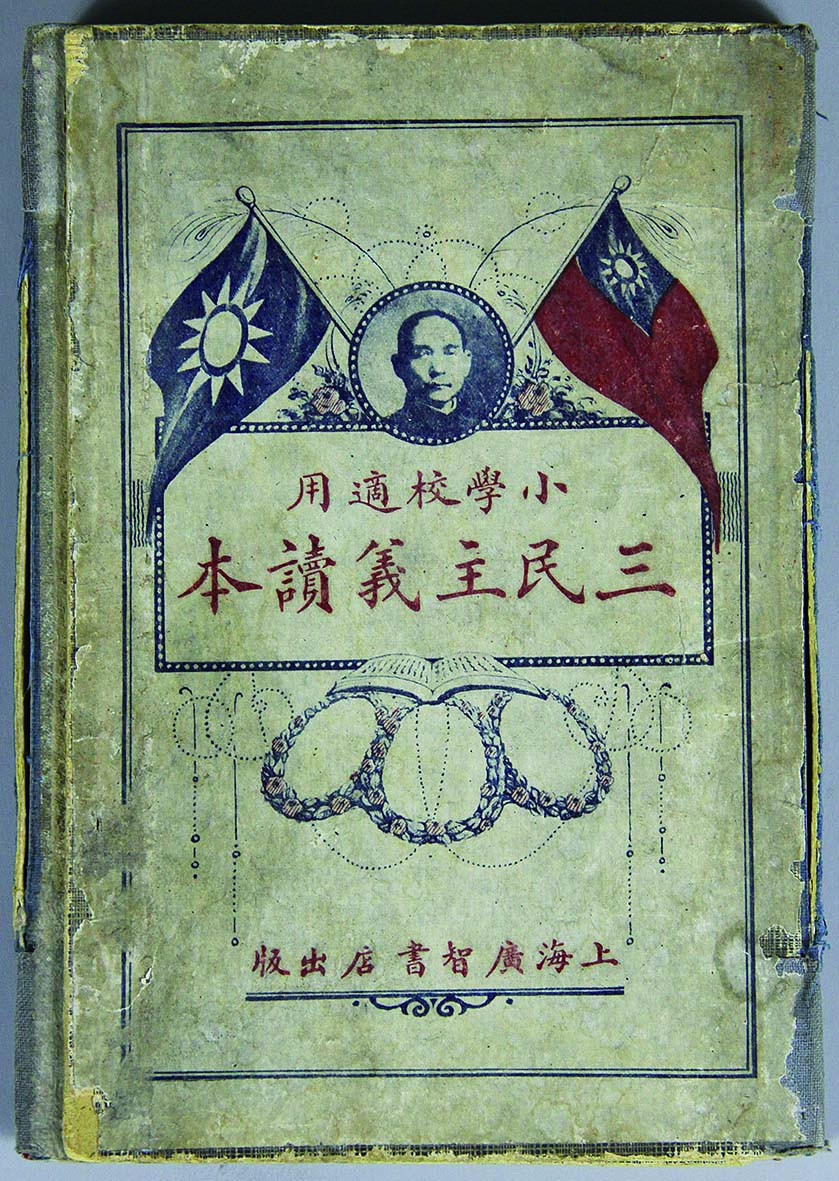 小學校適用
三民主義讀本
上海廣智書店出版